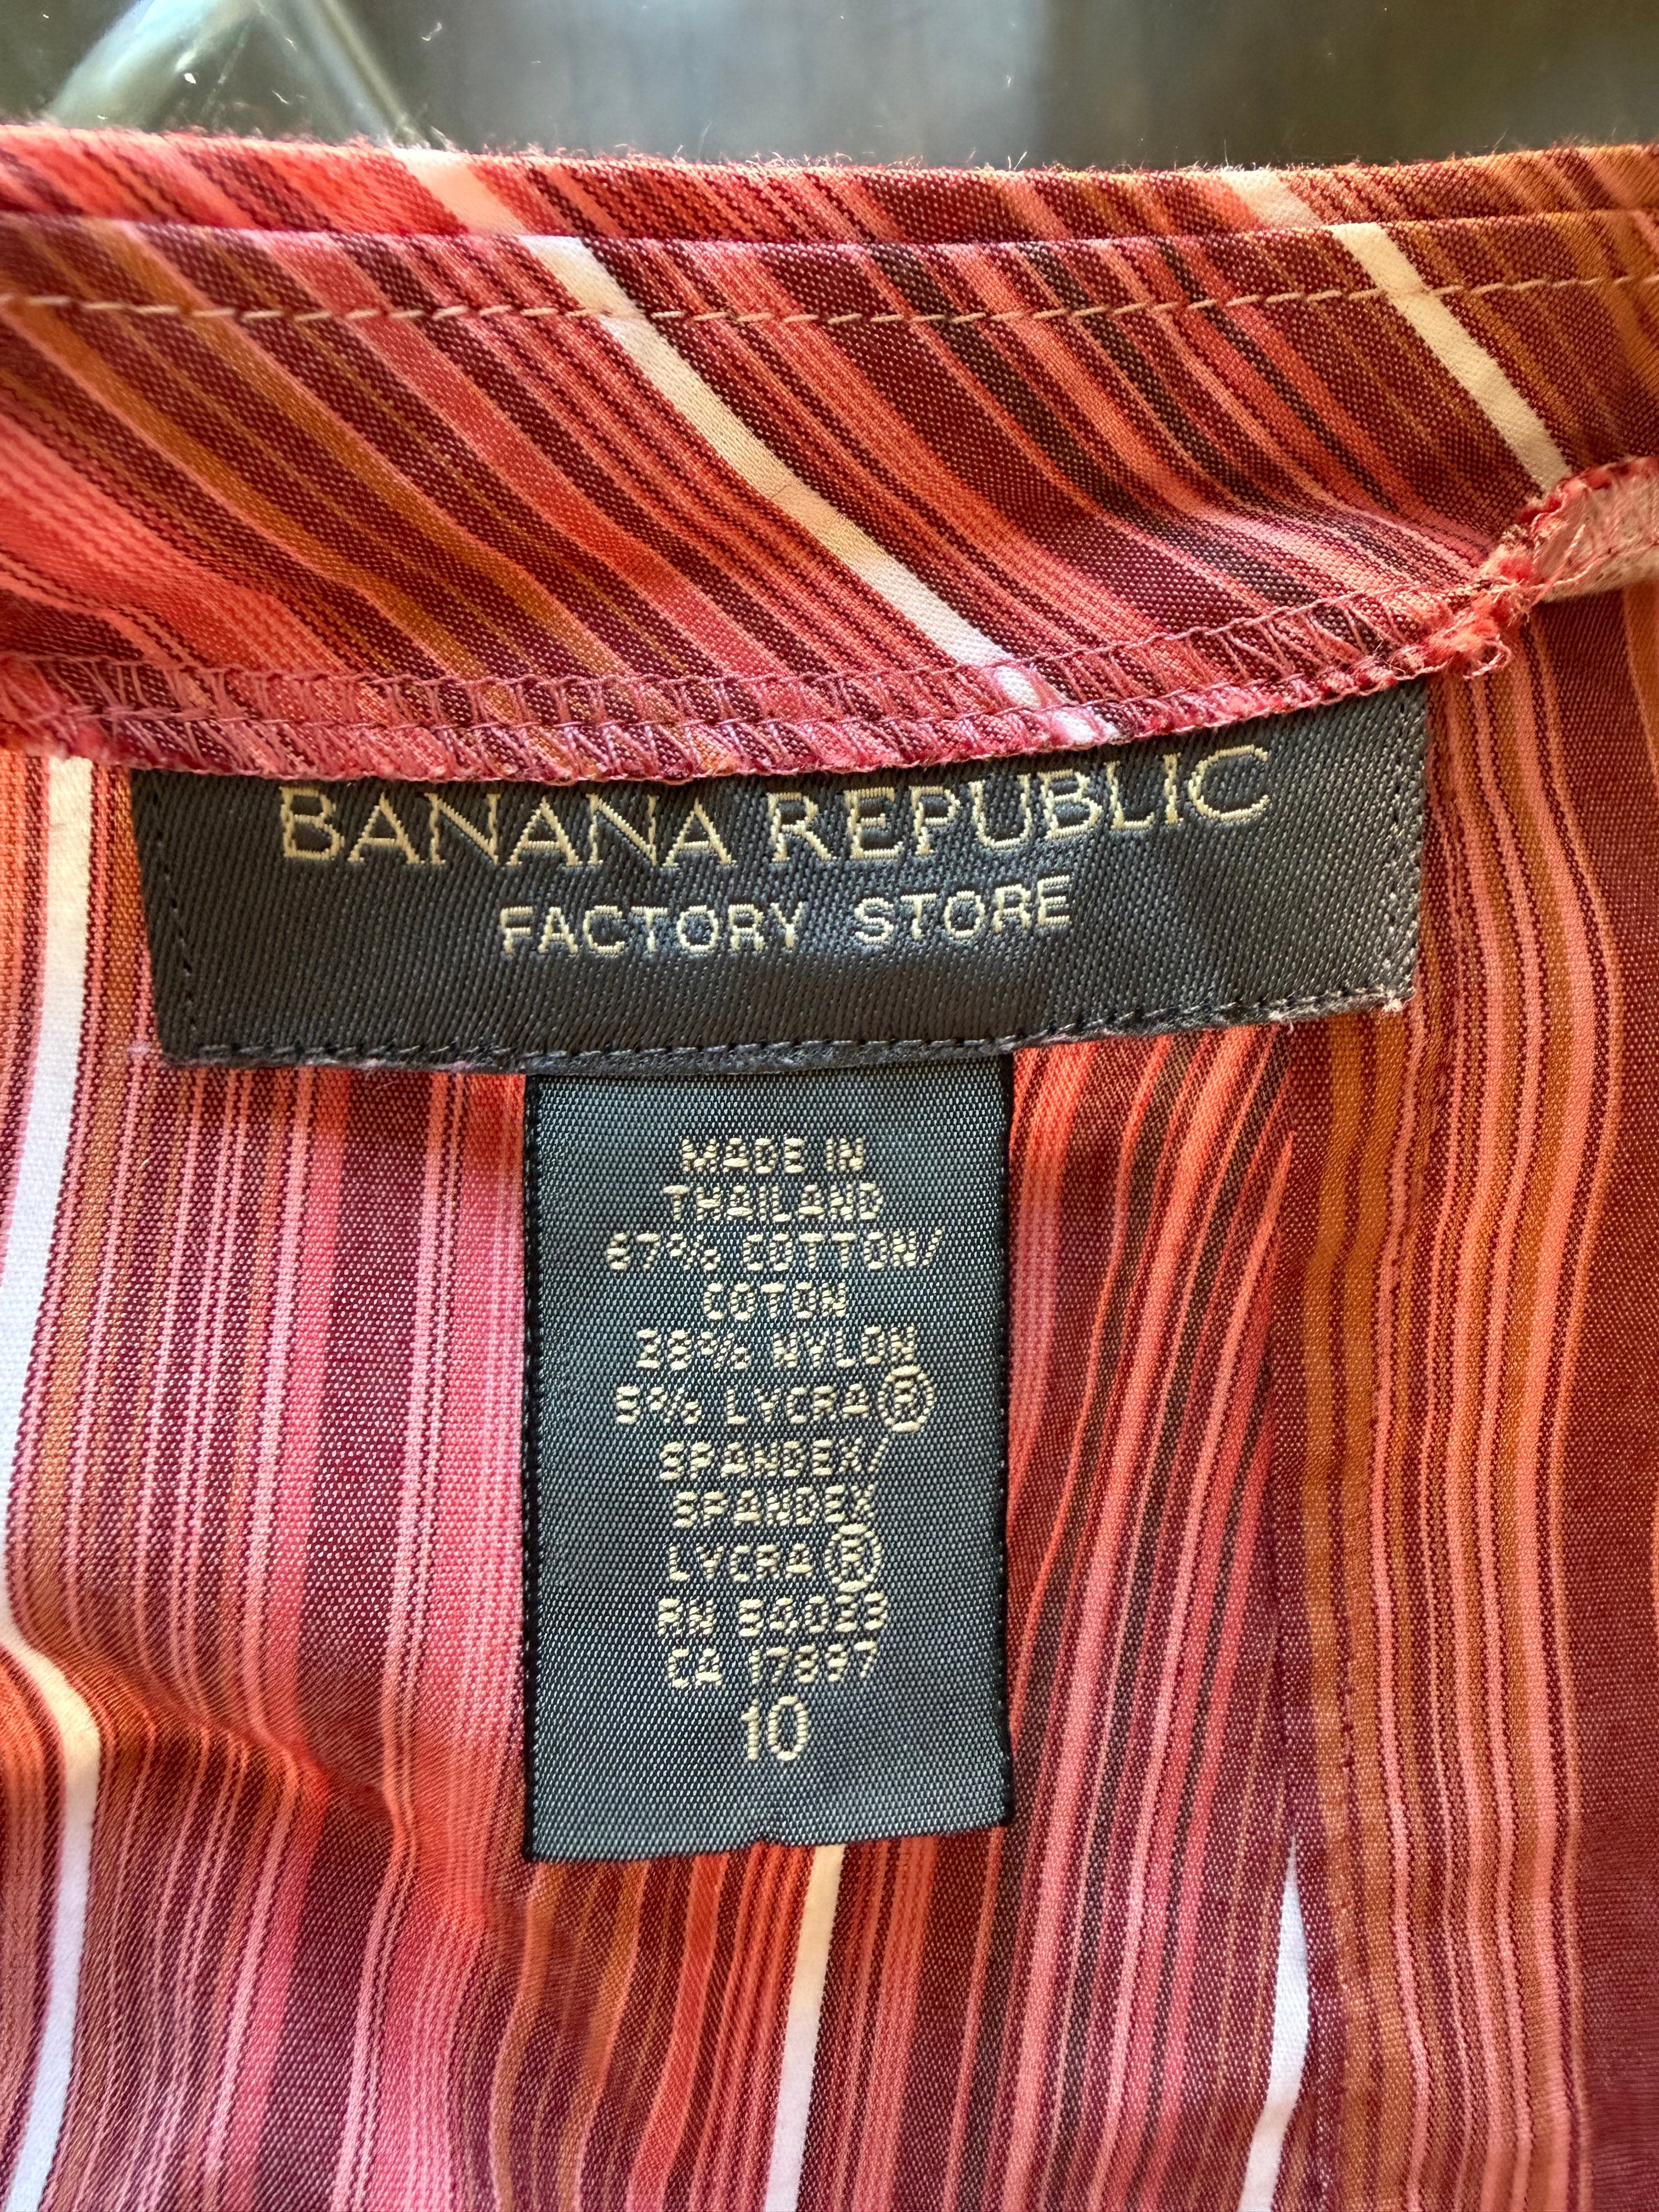 BANANA REPUBLIC
FACTORY STORE
MADE IN
THAILAND
67% COTTON/
COTON
28% NYLON
5% LYCRA®
SPANDEX/
SPANDEX
LYCRA®
RN 54023
CA 17897
10